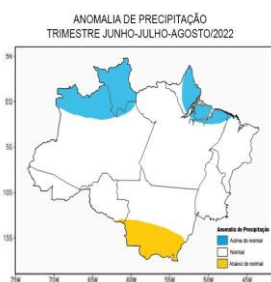 ANOMALIA DE PRECIPITAÇÃO
TRIMESTRE JUNHO-JULHO-AGOSTO/2022
5N
5S
10S
15S
Anomalia de Precipitação
Acima do normal
Normal
Abaixo do normal
75W
70W
65W
60W
55W
50W
45W